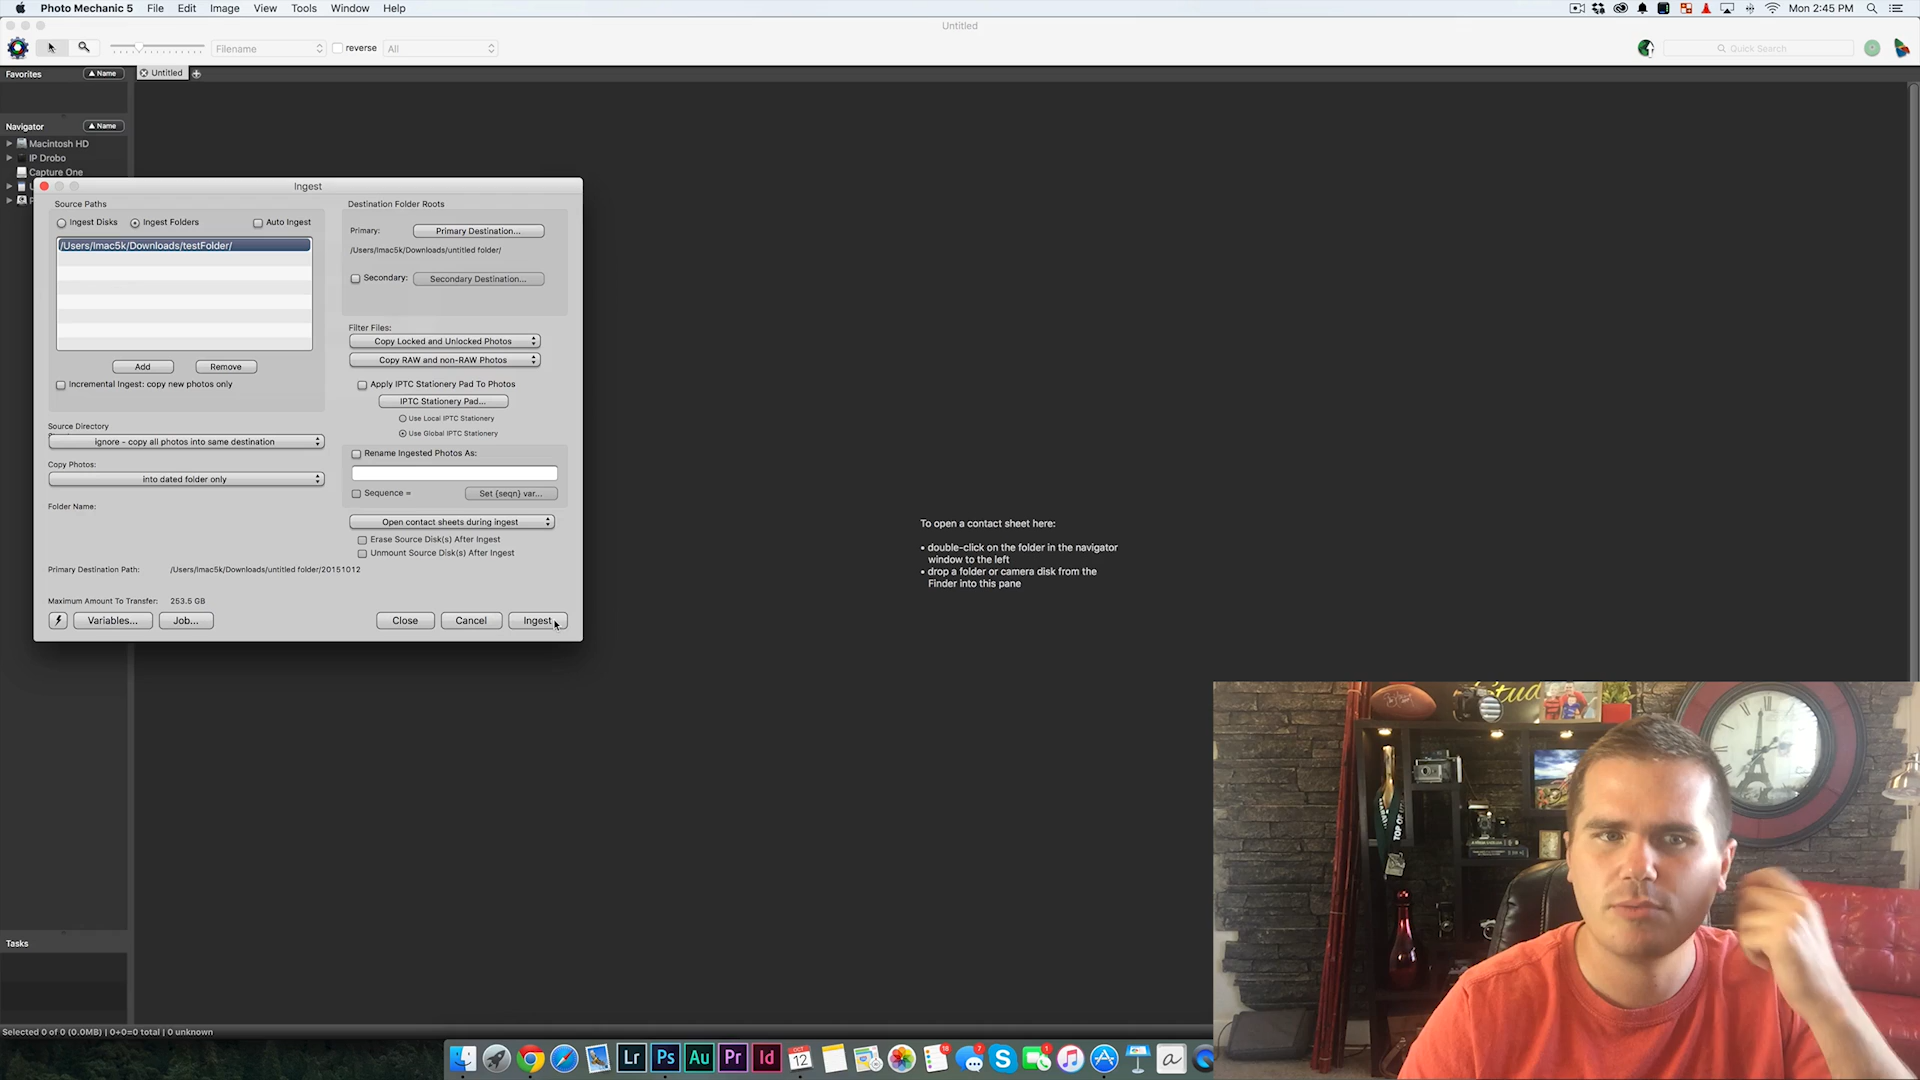 Photo Mechanic 5 File Edit Image View Tools Window Help Mon 2:45 PM
Untitled
Filename reverse All Quick Search
Favorites Name Untitled
Navigator Name
Macintosh HD
IP Drobo
Capture One
Ingest
Source Paths
Ingest Disks Ingest Folders Auto Ingest
/Users/Imac5k/Downloads/testFolder/
Add Remove
Incremental Ingest: copy new photos only
Source Directory
ignore - copy all photos into same destination
Copy Photos:
into dated folder only
Folder Name:
Destination Folder Roots
Primary: Primary Destination...
/Users/Imac5k/Downloads/untitled folder/
Secondary: Secondary Destination...
Filter Files:
Copy Locked and Unlocked Photos
Copy RAW and non-RAW Photos
Apply IPTC Stationery Pad To Photos
IPTC Stationery Pad...
Use Local IPTC Stationery
Use Global IPTC Stationery
Rename Ingested Photos As:
Sequence = Set {seqn} var...
Open contact sheets during ingest
Erase Source Disk(s) After Ingest
Unmount Source Disk(s) After Ingest
Primary Destination Path: /Users/Imac5k/Downloads/untitled folder/20151012
Maximum Amount To Transfer: 253.5 GB
Variables... Job... Close Cancel Ingest
To open a contact sheet here:
• double-click on the folder in the navigator
window to the left
• drop a folder or camera disk from the
Finder into this pane
Stud
TOP OF
Tasks
Selected 0 of 0 (0.0MB) | 0+0=0 total | 0 unknown
Lr Ps Au Pr Id OCT 12 18 7 1 a